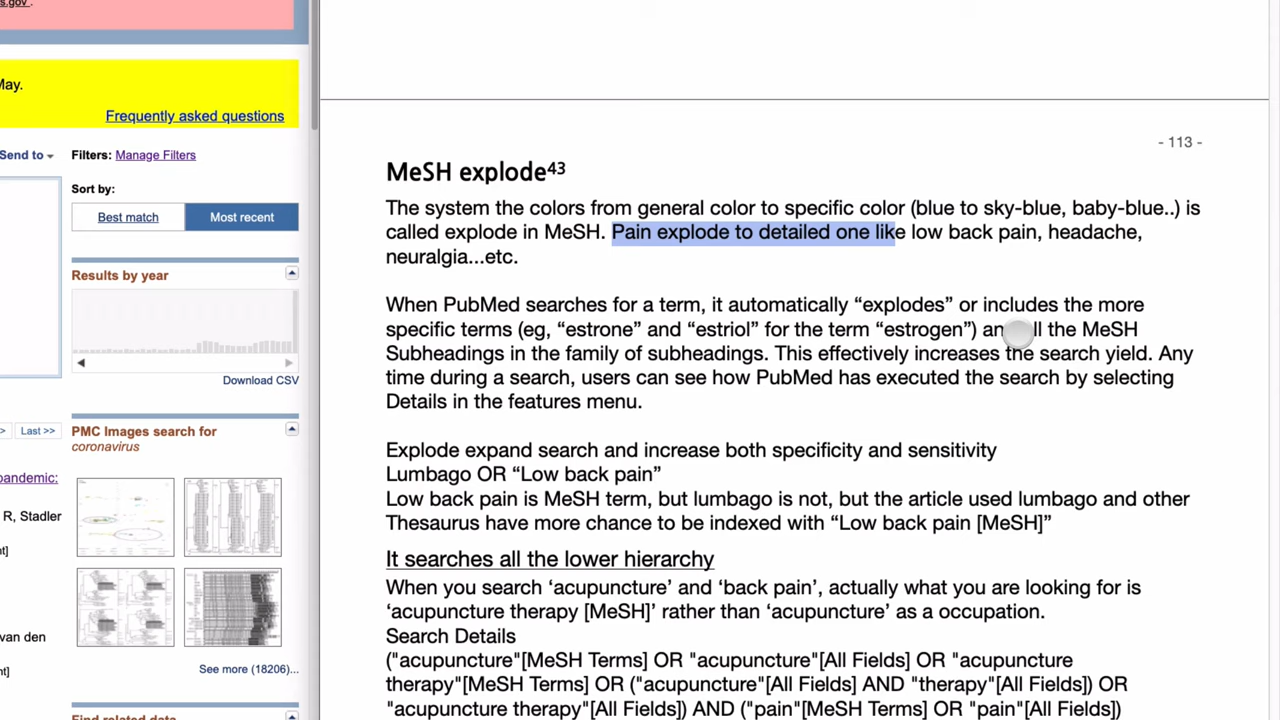 s.gov .
May.
Frequently asked questions
Send to
Filters: Manage Filters
Sort by:
Best match
Most recent
Results by year
Download CSV
>
Last >>
PMC Images search for
coronavirus
pandemic:
R, Stadler
nt]
van den
nt]
See more (18206)...
Find related data
- 113 -
MeSH explode43
The system the colors from general color to specific color (blue to sky-blue, baby-blue..) is
called explode in MeSH. Pain explode to detailed one like low back pain, headache,
neuralgia...etc.
When PubMed searches for a term, it automatically “explodes” or includes the more
specific terms (eg, “estrone” and “estriol” for the term “estrogen”) an ll the MeSH
Subheadings in the family of subheadings. This effectively increases the search yield. Any
time during a search, users can see how PubMed has executed the search by selecting
Details in the features menu.
Explode expand search and increase both specificity and sensitivity
Lumbago OR “Low back pain”
Low back pain is MeSH term, but lumbago is not, but the article used lumbago and other
Thesaurus have more chance to be indexed with “Low back pain [MeSH]”
It searches all the lower hierarchy
When you search ‘acupuncture’ and ‘back pain’, actually what you are looking for is
‘acupuncture therapy [MeSH]’ rather than ‘acupuncture’ as a occupation.
Search Details
("acupuncture"[MeSH Terms] OR "acupuncture"[All Fields] OR "acupuncture
therapy"[MeSH Terms] OR ("acupuncture"[All Fields] AND "therapy"[All Fields]) OR
"acupuncture therapy"[All Fields]) AND ("pain"[MeSH Terms] OR "pain"[All Fields])